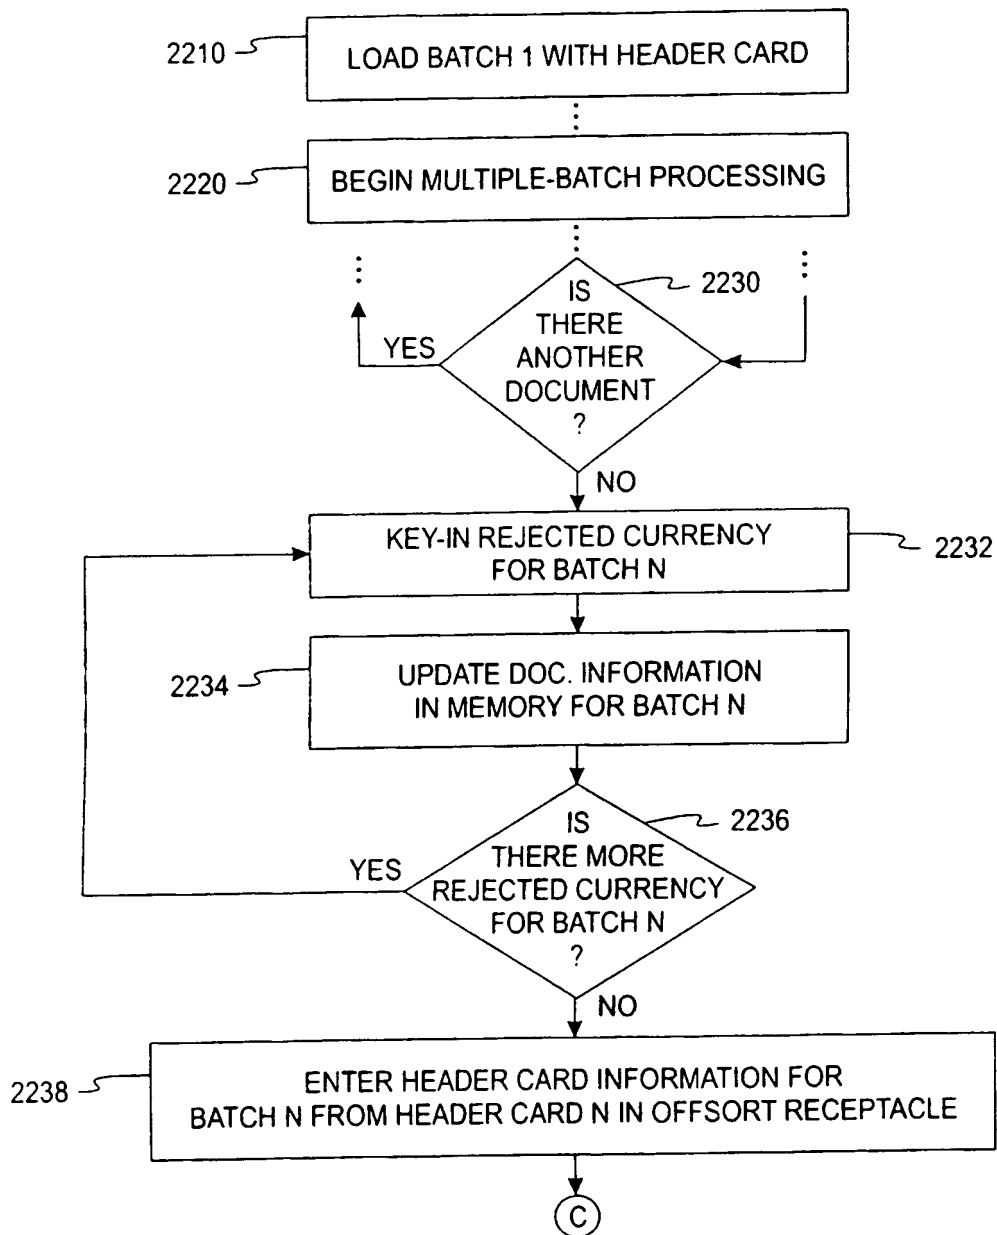 2210
LOAD BATCH 1 WITH HEADER CARD
2220
BEGIN MULTIPLE-BATCH PROCESSING
2230
IS
THERE
ANOTHER
DOCUMENT
?
YES
NO
KEY-IN REJECTED CURRENCY
FOR BATCH N
2232
2234
UPDATE DOC. INFORMATION
IN MEMORY FOR BATCH N
2236
IS
THERE MORE
REJECTED CURRENCY
FOR BATCH N
?
YES
NO
2238
ENTER HEADER CARD INFORMATION FOR
BATCH N FROM HEADER CARD N IN OFFSORT RECEPTACLE
C